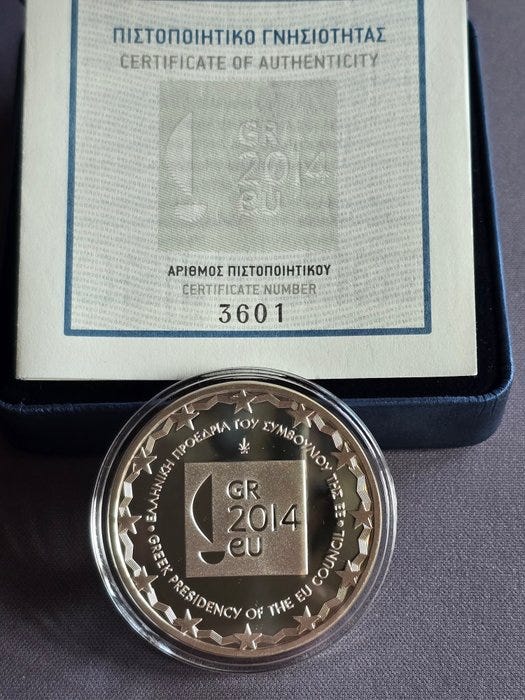 ΠΙΣΤΟΠΟΙΗΤΙΚΟ ΓΝΗΣΙΟΤΗΤΑΣ
CERTIFICATE OF AUTHENTICITY
GR
2014
eu
ΑΡΙΘΜΟΣ ΠΙΣΤΟΠΟΙΗΤΙΚΟΥ
CERTIFICATE NUMBER
3601
• ΕΛΛΗΝΙΚΗ ΠΡΟΕΔΡΙΑ ΤΟΥ ΣΥΜΒΟΥΛΙΟΥ ΤΗΣ ΕΕ •
GR
2014
eu
GREEK PRESIDENCY OF THE EU COUNCIL